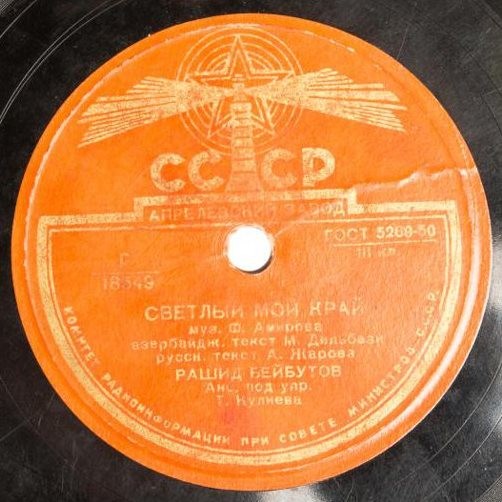 СССР
АПРЕЛЕВСКИЙ ЗАВОД
ГОСТ 5289-50
III кл.
Г
18549
СВЕТЛЫЙ МОЙ КРАЙ
муз. Ф. Амирова
азербайдж. текст М. Дильбази
русск. текст А. Жарова
РАШИД БЕЙБУТОВ
Анс. под упр.
Т. Кулиева
КОМИТЕТ РАДИОИНФОРМАЦИИ ПРИ СОВЕТЕ МИНИСТРОВ СССР